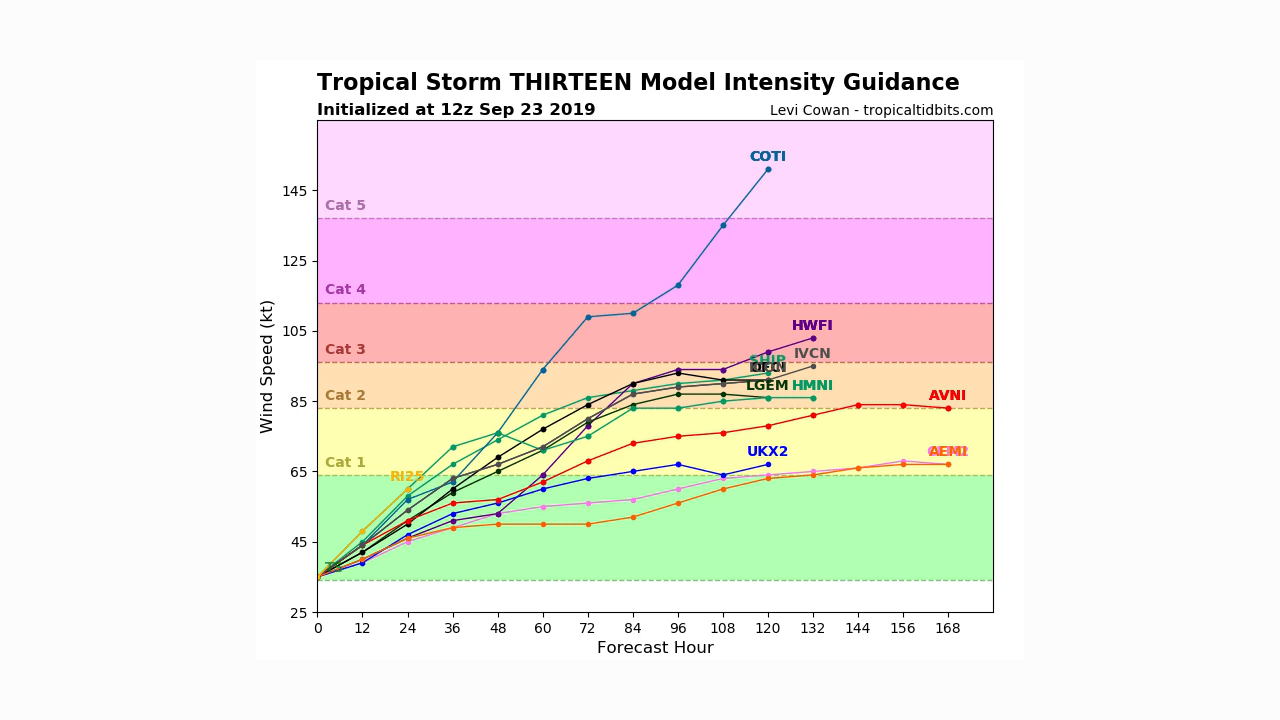 Tropical Storm THIRTEEN Model Intensity Guidance
Initialized at 12z Sep 23 2019
Levi Cowan - tropicaltidbits.com
COTI
145
Cat 5
125
Cat 4
HWFI
105
Cat 3
IVCN
SHIP
Cat 2
LGEM
HMNI
AVNI
85
Cat 1
UKX2
AEMI
RI25
65
45
25
0 12 24 36 48 60 72 84 96 108 120 132 144 156 168
Wind Speed (kt)
Forecast Hour